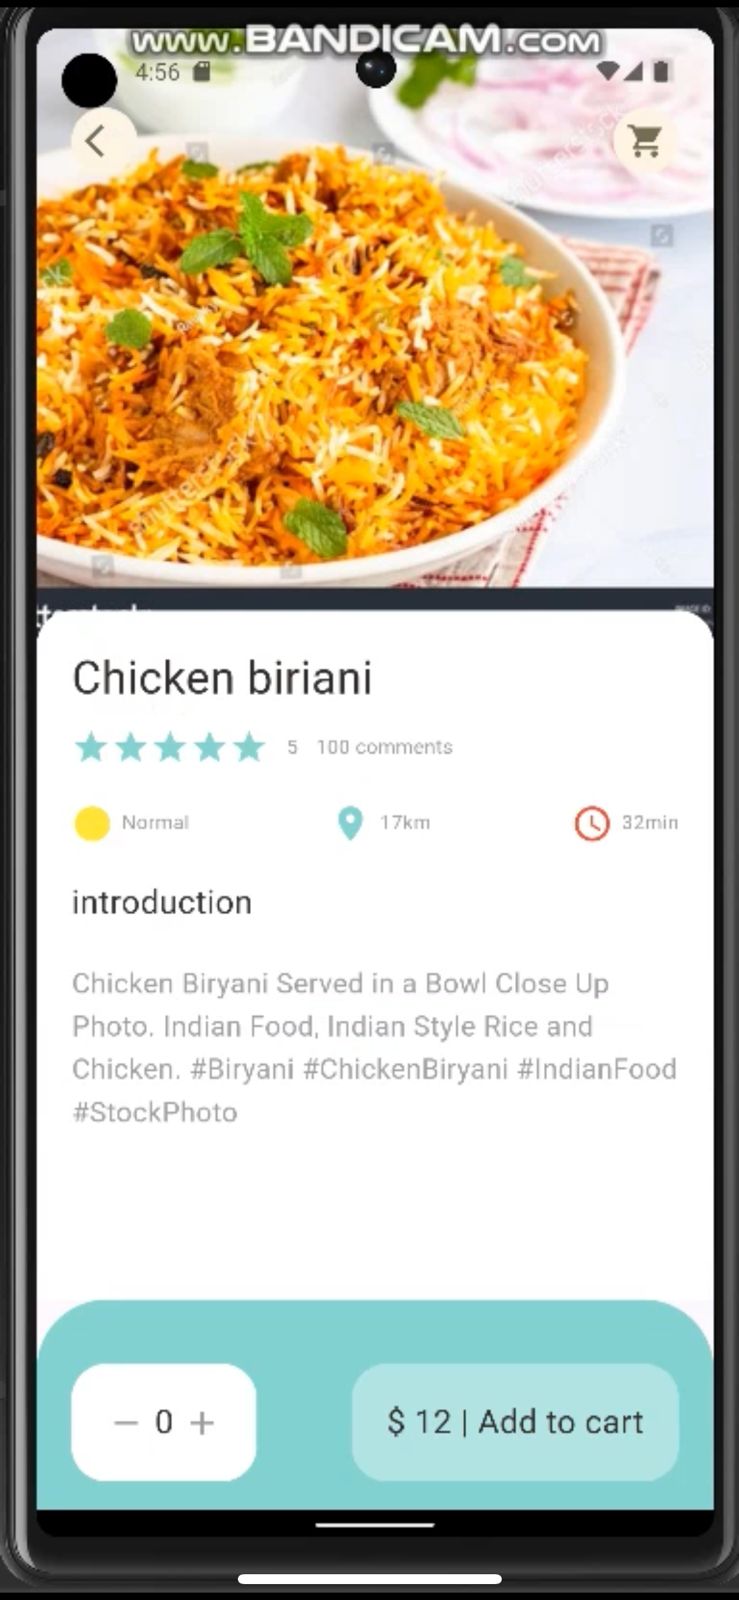 www.BANDICAM.com
4:56
shutterstock
Chicken biriani
5 100 comments
Normal 17km 32min
introduction
Chicken Biryani Served in a Bowl Close Up
Photo. Indian Food, Indian Style Rice and
Chicken. #Biryani #ChickenBiryani #IndianFood
#StockPhoto
0
$ 12 | Add to cart